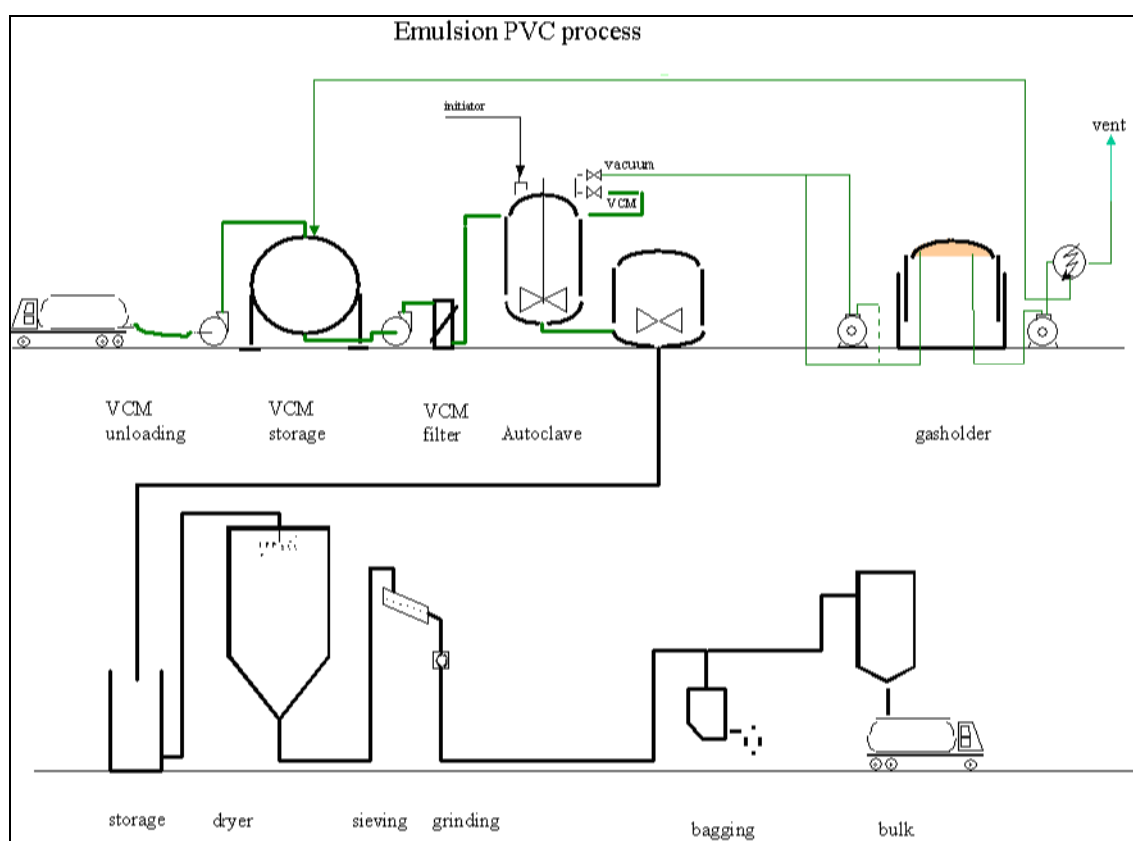 Emulsion PVC process
initiator
vent
vacuum
VCM
VCM
unloading
VCM
storage
VCM
filter
Autoclave
gasholder
storage
dryer
sieving
grinding
bagging
bulk